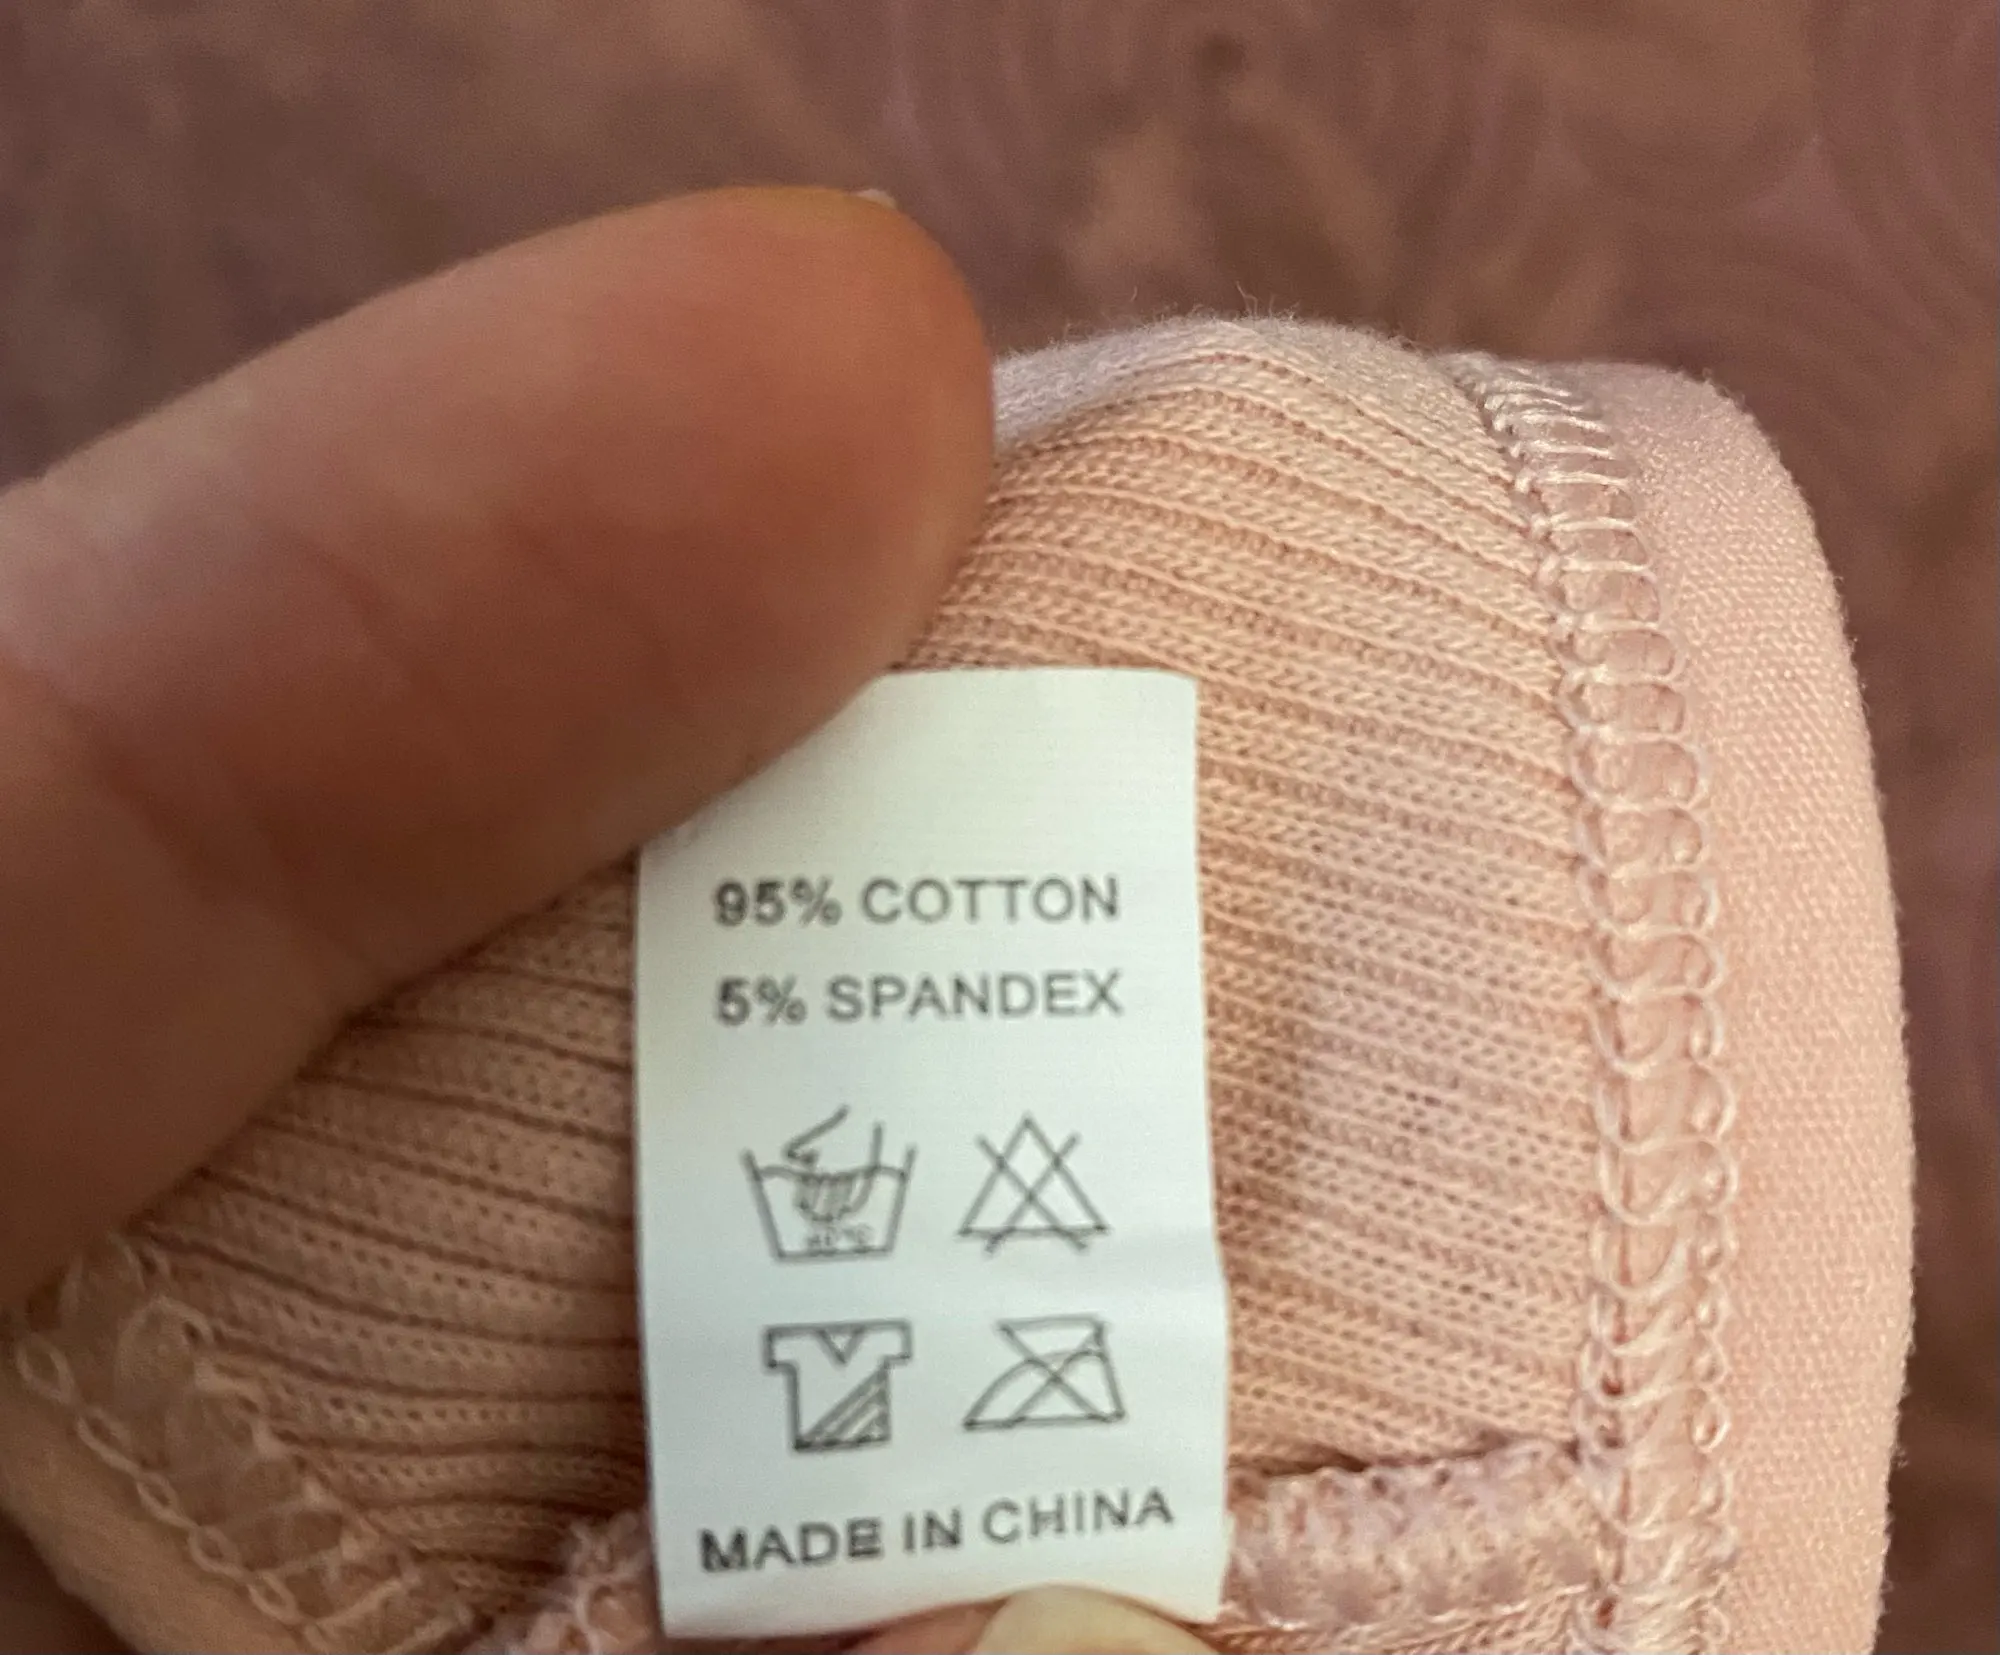 95% COTTON
5% SPANDEX
MADE IN CHINA